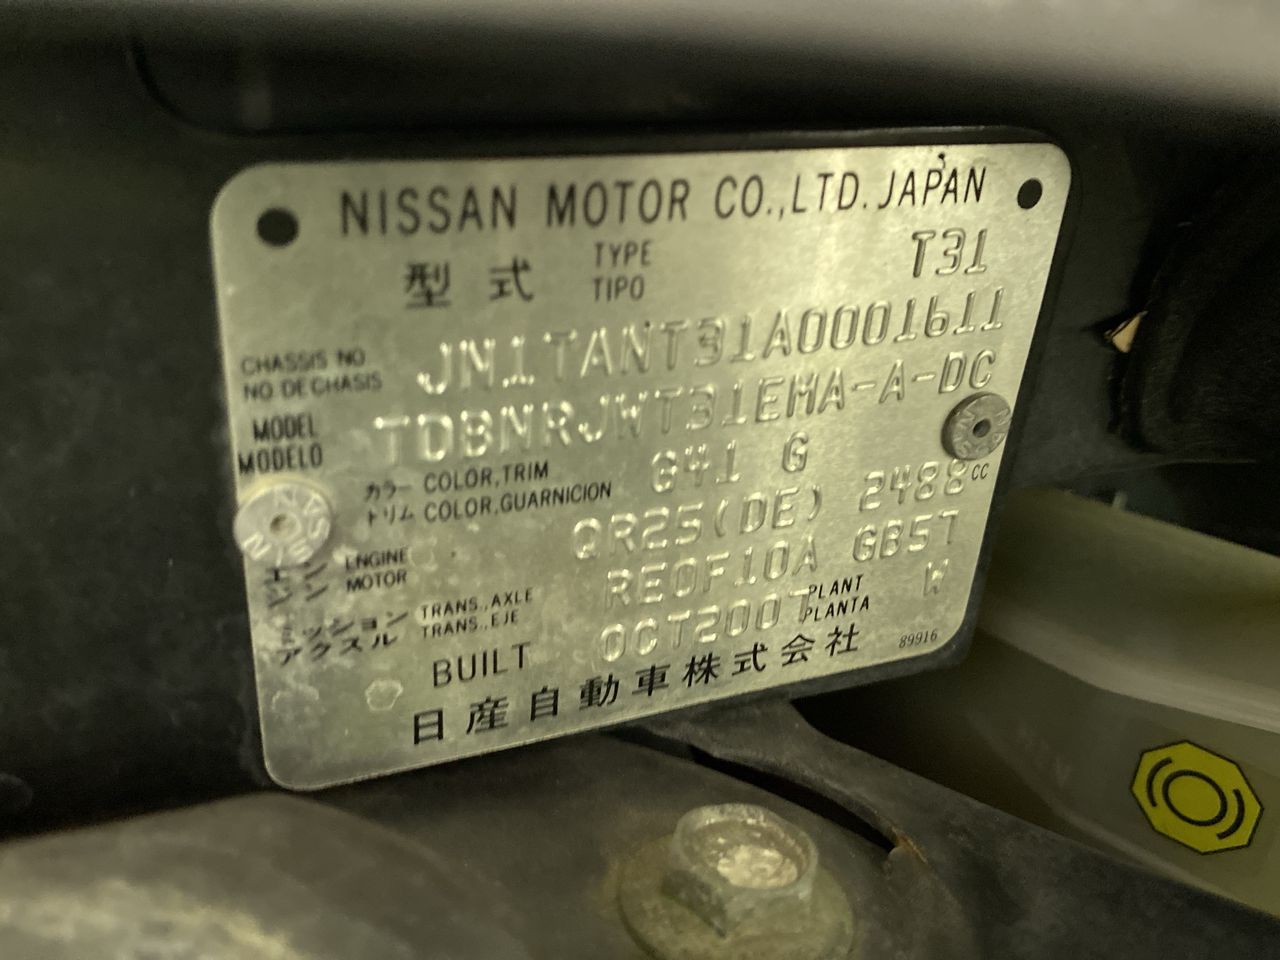 NISSAN MOTOR CO.,LTD. JAPAN
型式 TYPE TIPO T31
CHASSIS NO
NO DE CHASIS JN1TANT31A0001611
MODEL
MODELO TDBNRJWT31EMA-A-DC
カラー COLOR,TRIM
トリム COLOR,GUARNICION G41 G
エンジン ENGINE
MOTOR QR25(DE) 2488CC
ミッション TRANS.,AXLE
アクスル TRANS.,EJE RE0F10A GB57
BUILT OCT2007 PLANT PLANTA W
日産自動車株式会社 89916